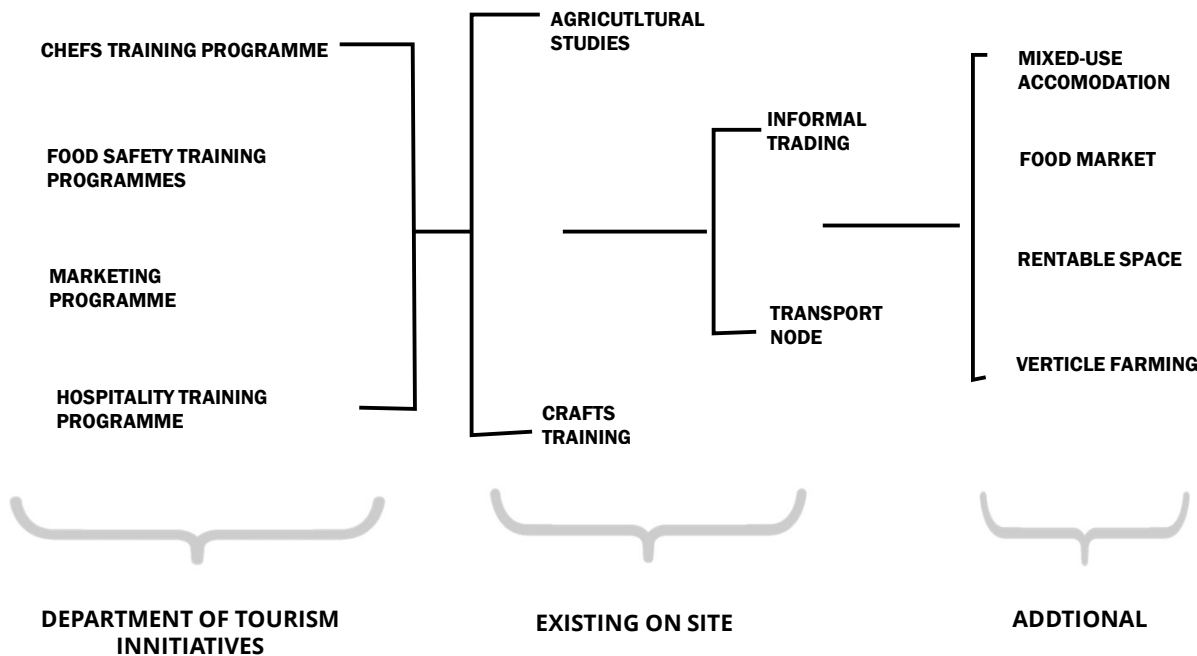 CHEFS TRAINING PROGRAMME
FOOD SAFETY TRAINING
PROGRAMMES
MARKETING
PROGRAMME
HOSPITALITY TRAINING
PROGRAMME
AGRICUTLTURAL
STUDIES
CRAFTS
TRAINING
INFORMAL
TRADING
TRANSPORT
NODE
MIXED-USE
ACCOMODATION
FOOD MARKET
RENTABLE SPACE
VERTICLE FARMING
DEPARTMENT OF TOURISM
INNITIATIVES
EXISTING ON SITE
ADDTIONAL